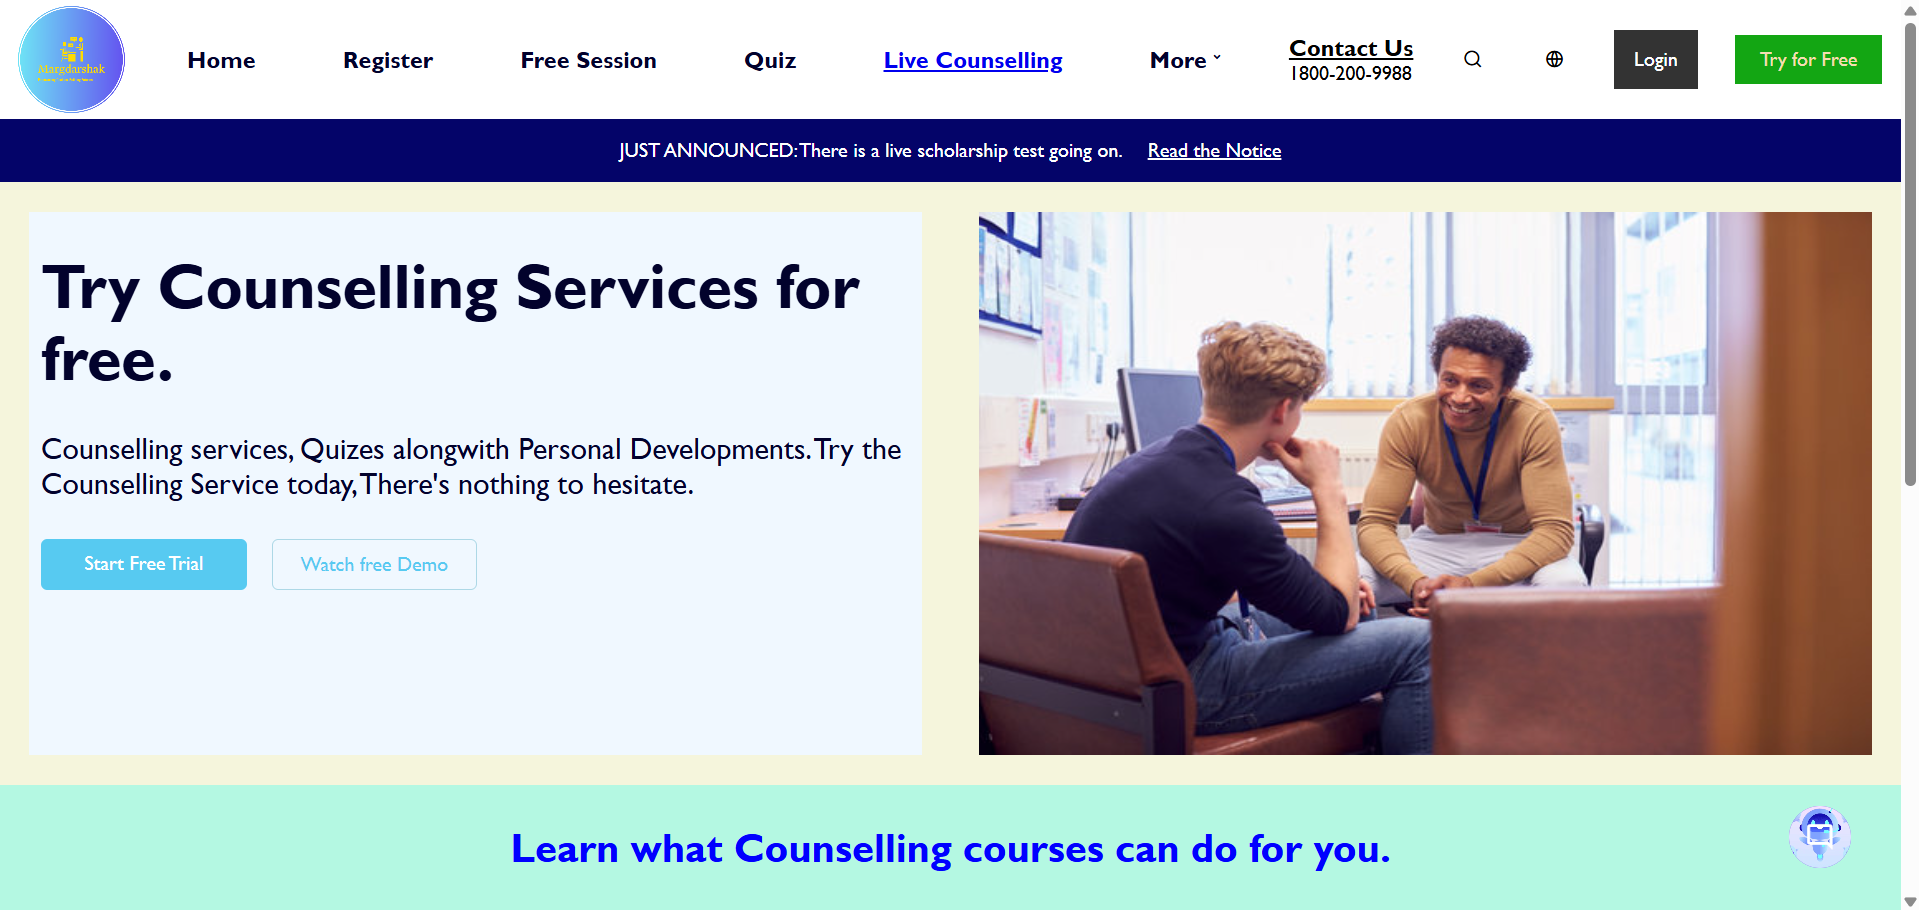 Margdarshak
Home
Register
Free Session
Quiz
Live Counselling
More
Contact Us
1800-200-9988
Login
Try for Free
JUST ANNOUNCED:There is a live scholarship test going on.
Read the Notice
Try Counselling Services for
free.
Counselling services, Quizes alongwith Personal Developments.Try the
Counselling Service today,There's nothing to hesitate.
Start Free Trial
Watch free Demo
Learn what Counselling courses can do for you.